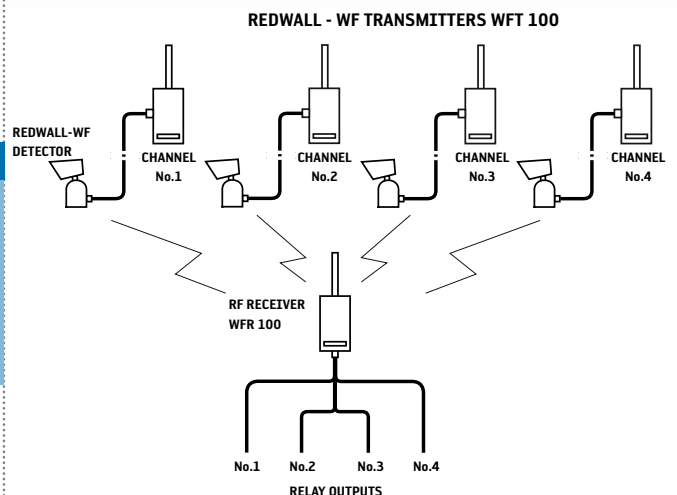 REDWALL - WF TRANSMITTERS WFT 100
REDWALL-WF
DETECTOR
CHANNEL
No.1
CHANNEL
No.2
CHANNEL
No.3
CHANNEL
No.4
RF RECEIVER
WFR 100
No.1
No.2
No.3
No.4
RELAY OUTPUTS